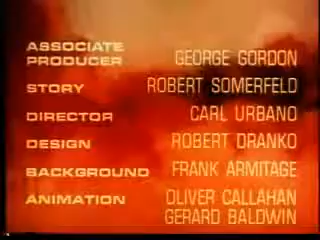 ASSOCIATE
PRODUCER GEORGE GORDON
STORY ROBERT SOMERFELD
DIRECTOR CARL URBANO
DESIGN ROBERT DRANKO
BACKGROUND FRANK ARMITAGE
ANIMATION OLIVER CALLAHAN
GERARD BALDWIN